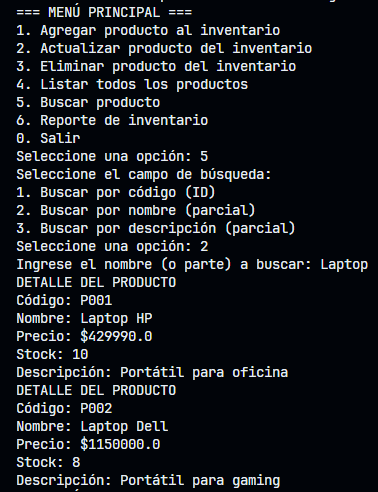 === MENÚ PRINCIPAL ===
1. Agregar producto al inventario
2. Actualizar producto del inventario
3. Eliminar producto del inventario
4. Listar todos los productos
5. Buscar producto
6. Reporte de inventario
0. Salir
Seleccione una opción: 5
Seleccione el campo de búsqueda:
1. Buscar por código (ID)
2. Buscar por nombre (parcial)
3. Buscar por descripción (parcial)
Seleccione una opción: 2
Ingrese el nombre (o parte) a buscar: Laptop
DETALLE DEL PRODUCTO
Código: P001
Nombre: Laptop HP
Precio: $429990.0
Stock: 10
Descripción: Portátil para oficina
DETALLE DEL PRODUCTO
Código: P002
Nombre: Laptop Dell
Precio: $1150000.0
Stock: 8
Descripción: Portátil para gaming